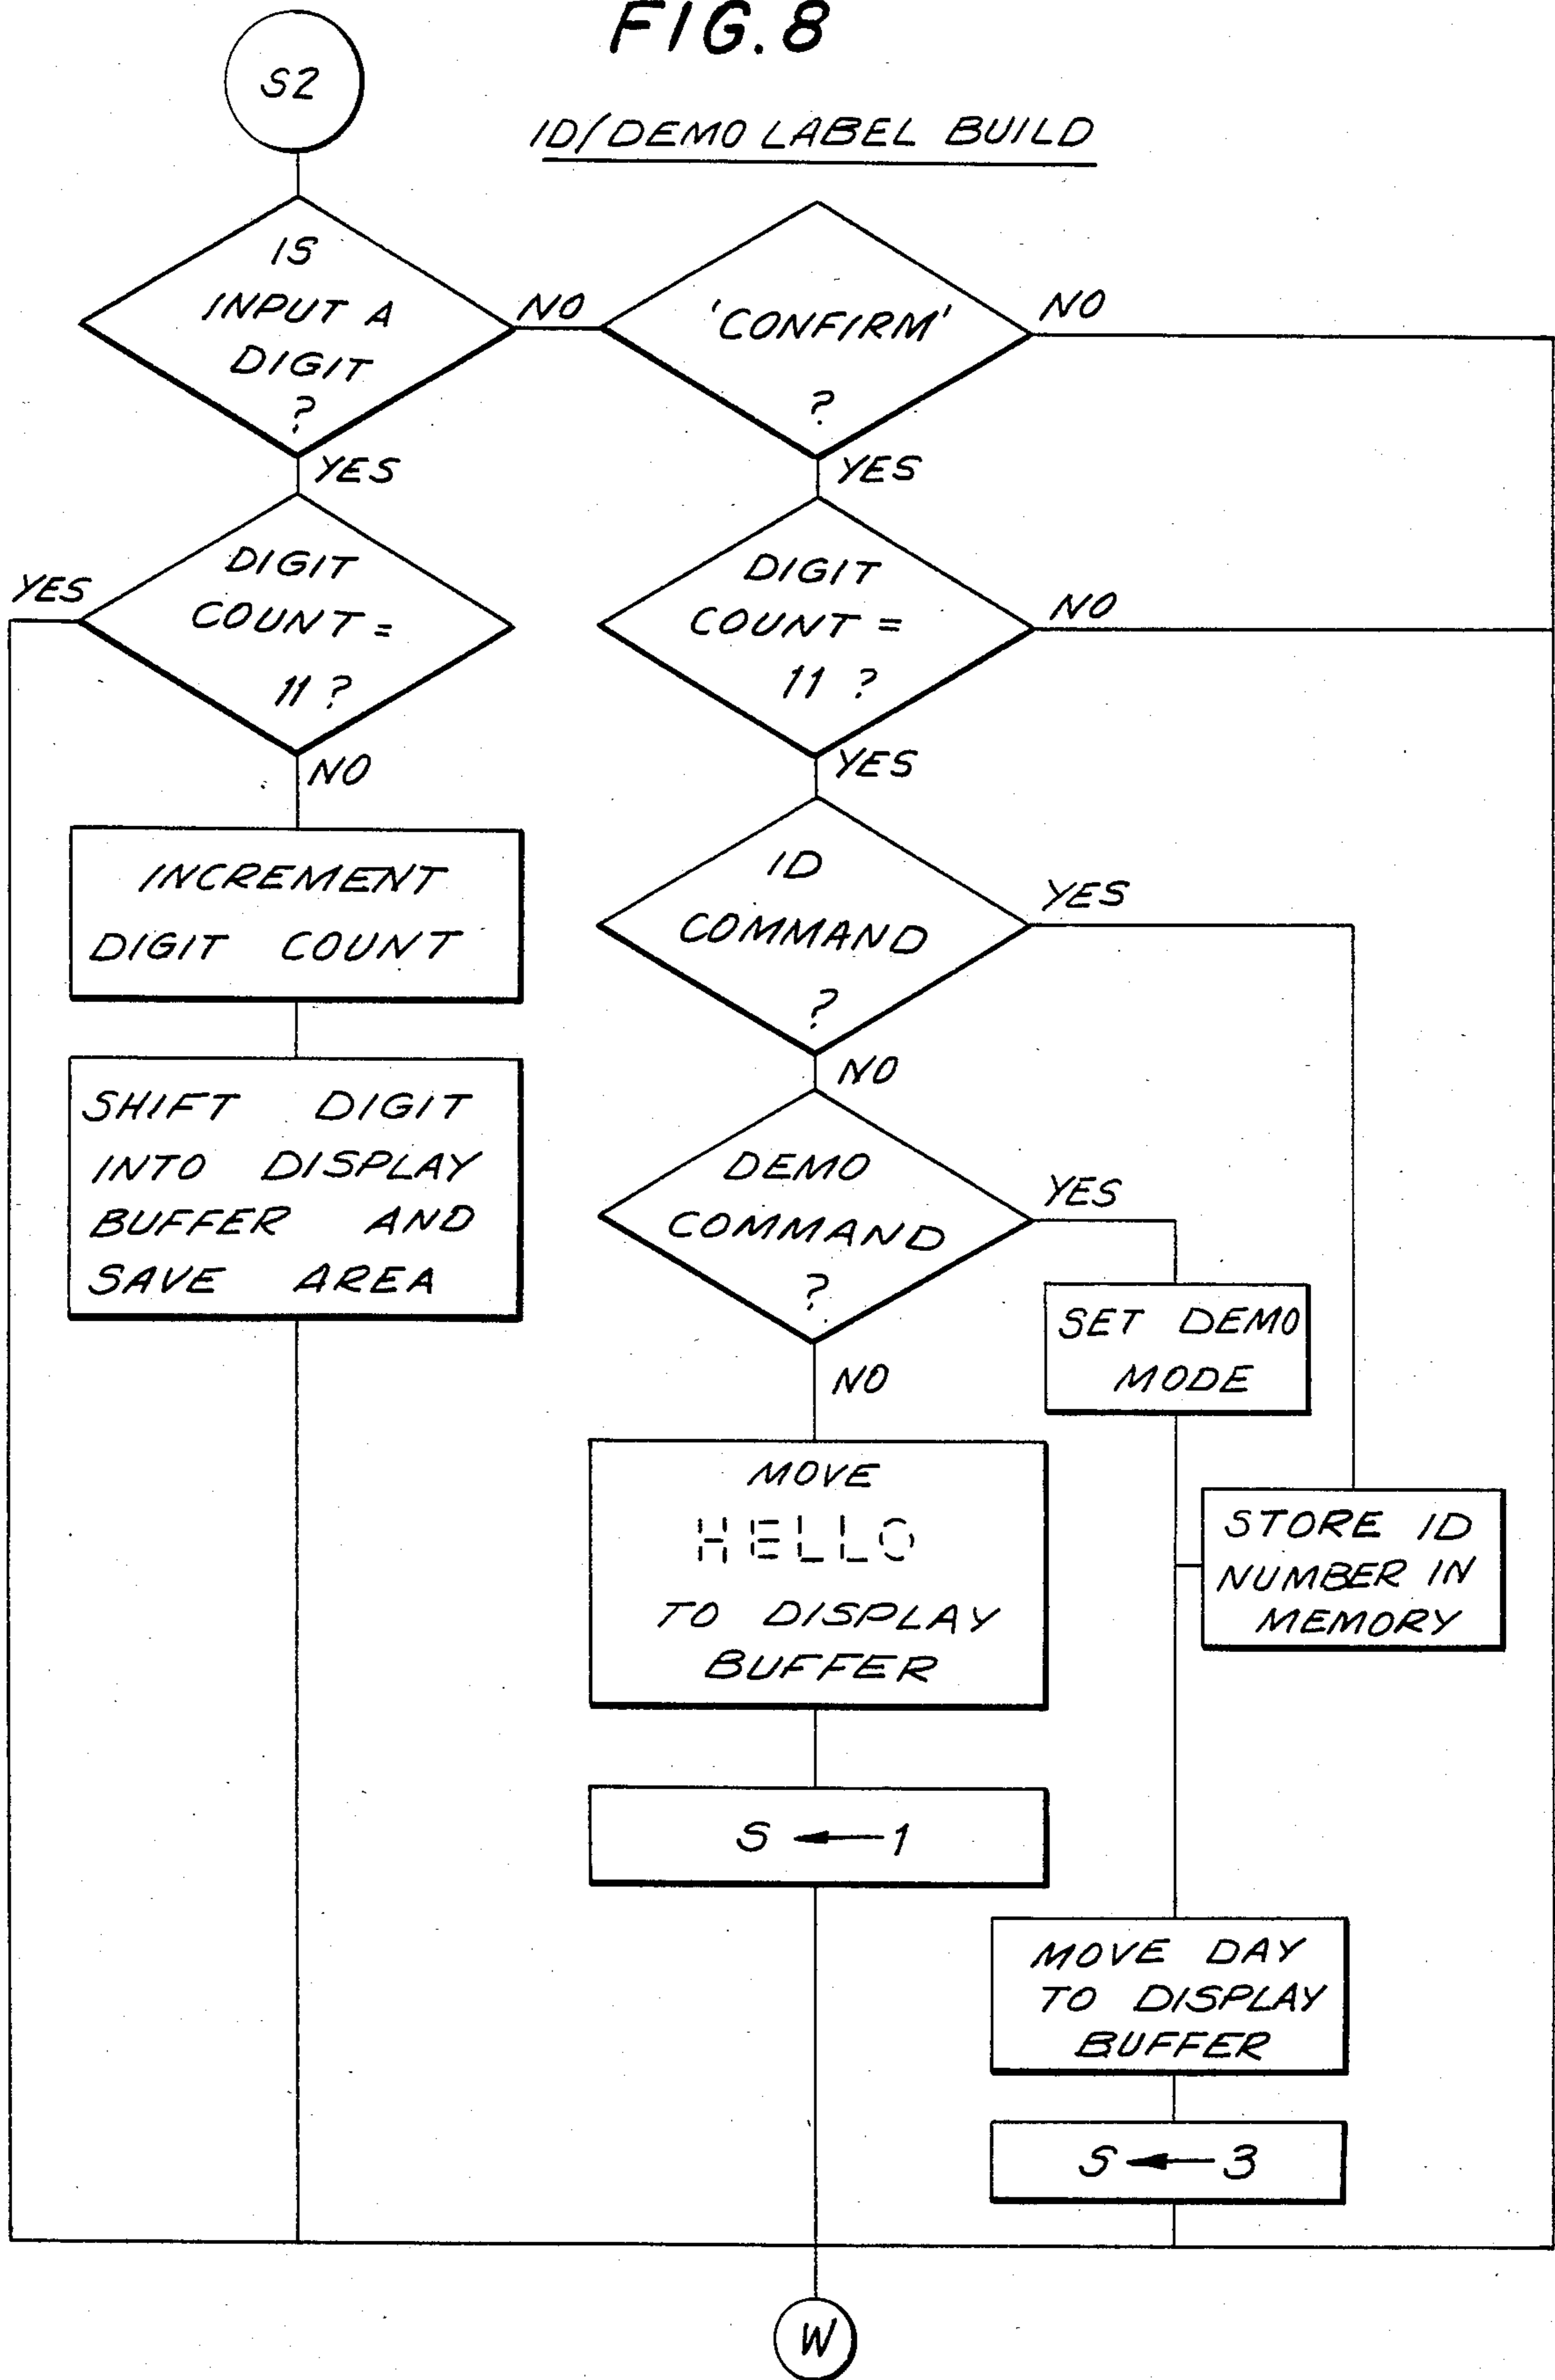 FIG. 8
S2
ID/DEMO LABEL BUILD
IS
INPUT A
DIGIT
?
NO
'CONFIRM'
?
NO
YES
YES
YES
DIGIT
COUNT =
11 ?
DIGIT
COUNT =
11 ?
NO
NO
YES
INCREMENT
DIGIT COUNT
ID
COMMAND
?
YES
NO
SHIFT DIGIT
INTO DISPLAY
BUFFER AND
SAVE AREA
DEMO
COMMAND
?
YES
NO
SET DEMO
MODE
MOVE
HELLO
TO DISPLAY
BUFFER
STORE ID
NUMBER IN
MEMORY
S ← 1
MOVE DAY
TO DISPLAY
BUFFER
S ← 3
W